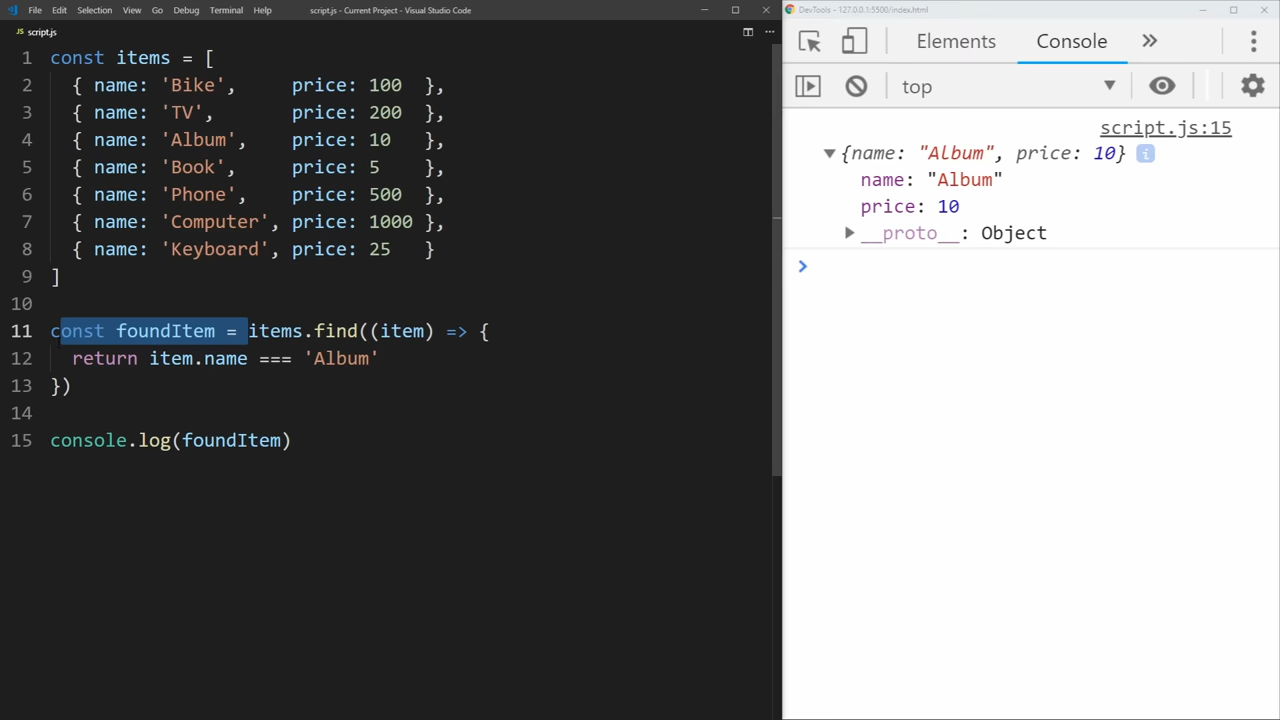 File Edit Selection View Go Debug Terminal Help script.js - Current Project - Visual Studio Code
script.js
1 const items = [
2 { name: 'Bike', price: 100 },
3 { name: 'TV', price: 200 },
4 { name: 'Album', price: 10 },
5 { name: 'Book', price: 5 },
6 { name: 'Phone', price: 500 },
7 { name: 'Computer', price: 1000 },
8 { name: 'Keyboard', price: 25 }
9 ]
10
11 const foundItem = items.find((item) => {
12 return item.name === 'Album'
13 })
14
15 console.log(foundItem)
DevTools - 127.0.0.1:5500/index.html
Elements Console
top
script.js:15
{name: "Album", price: 10}
name: "Album"
price: 10
__proto__: Object